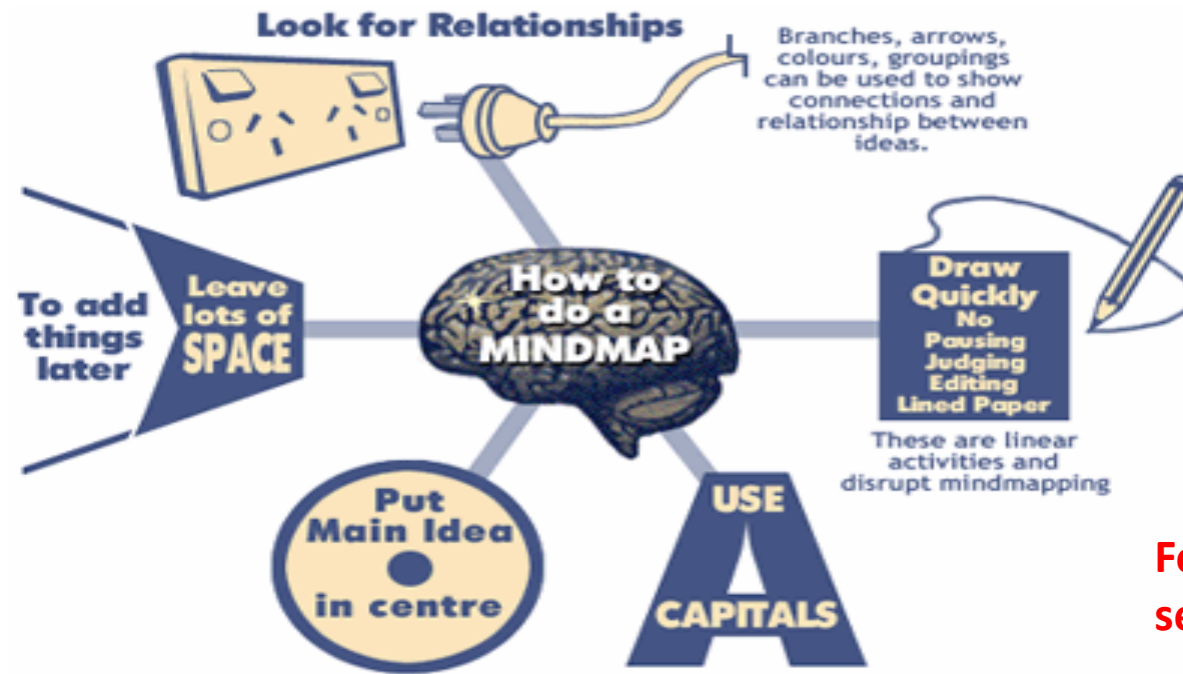 Look for Relationships
Branches, arrows,
colours, groupings
can be used to show
connections and
relationship between
ideas.
How to
do a
MINDMAP
Leave
lots of
SPACE
To add
things
later
Draw
Quickly
No
Pausing
Judging
Editing
Lined Paper
These are linear
activities and
disrupt mindmapping
Put
Main Idea
in centre
USE
CAPITALS